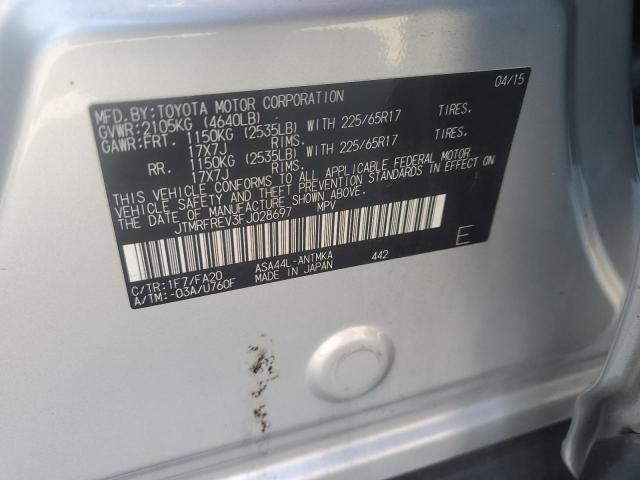 MFD.BY:TOYOTA MOTOR CORPORATION 04/15
GVWR:2105KG (4640LB)
GAWR:FRT. 1150KG (2535LB) WITH 225/65R17 TIRES.
17X7J RIMS.
RR. 1150KG (2535LB) WITH 225/65R17 TIRES.
17X7J RIMS.
THIS VEHICLE CONFORMS TO ALL APPLICABLE FEDERAL MOTOR
VEHICLE SAFETY AND THEFT PREVENTION STANDARDS IN EFFECT ON
THE DATE OF MANUFACTURE SHOWN ABOVE.
JTMRFREV3FJ028697 MPV
E
C/TR:1F7/FA20 ASA44L-ANTMKA 442
A/TM:-03A/U760F MADE IN JAPAN